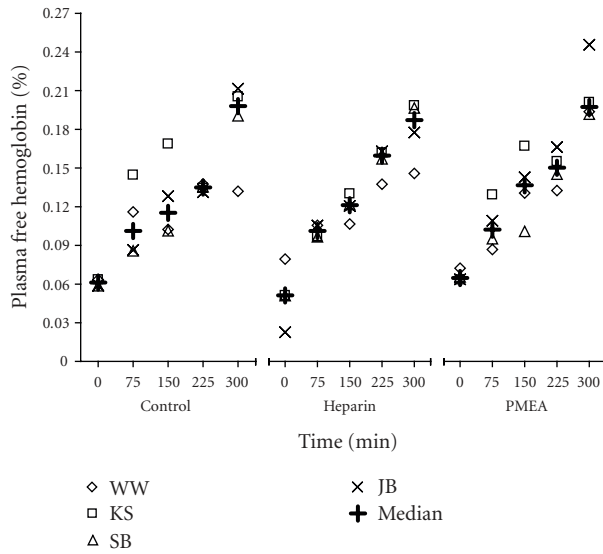 Plasma free hemoglobin (%)
0.27
0.24
0.21
0.18
0.15
0.12
0.09
0.06
0.03
0
0 75 150 225 300 0 75 150 225 300 0 75 150 225 300
Control Heparin PMEA
Time (min)
WW JB
KS Median
SB